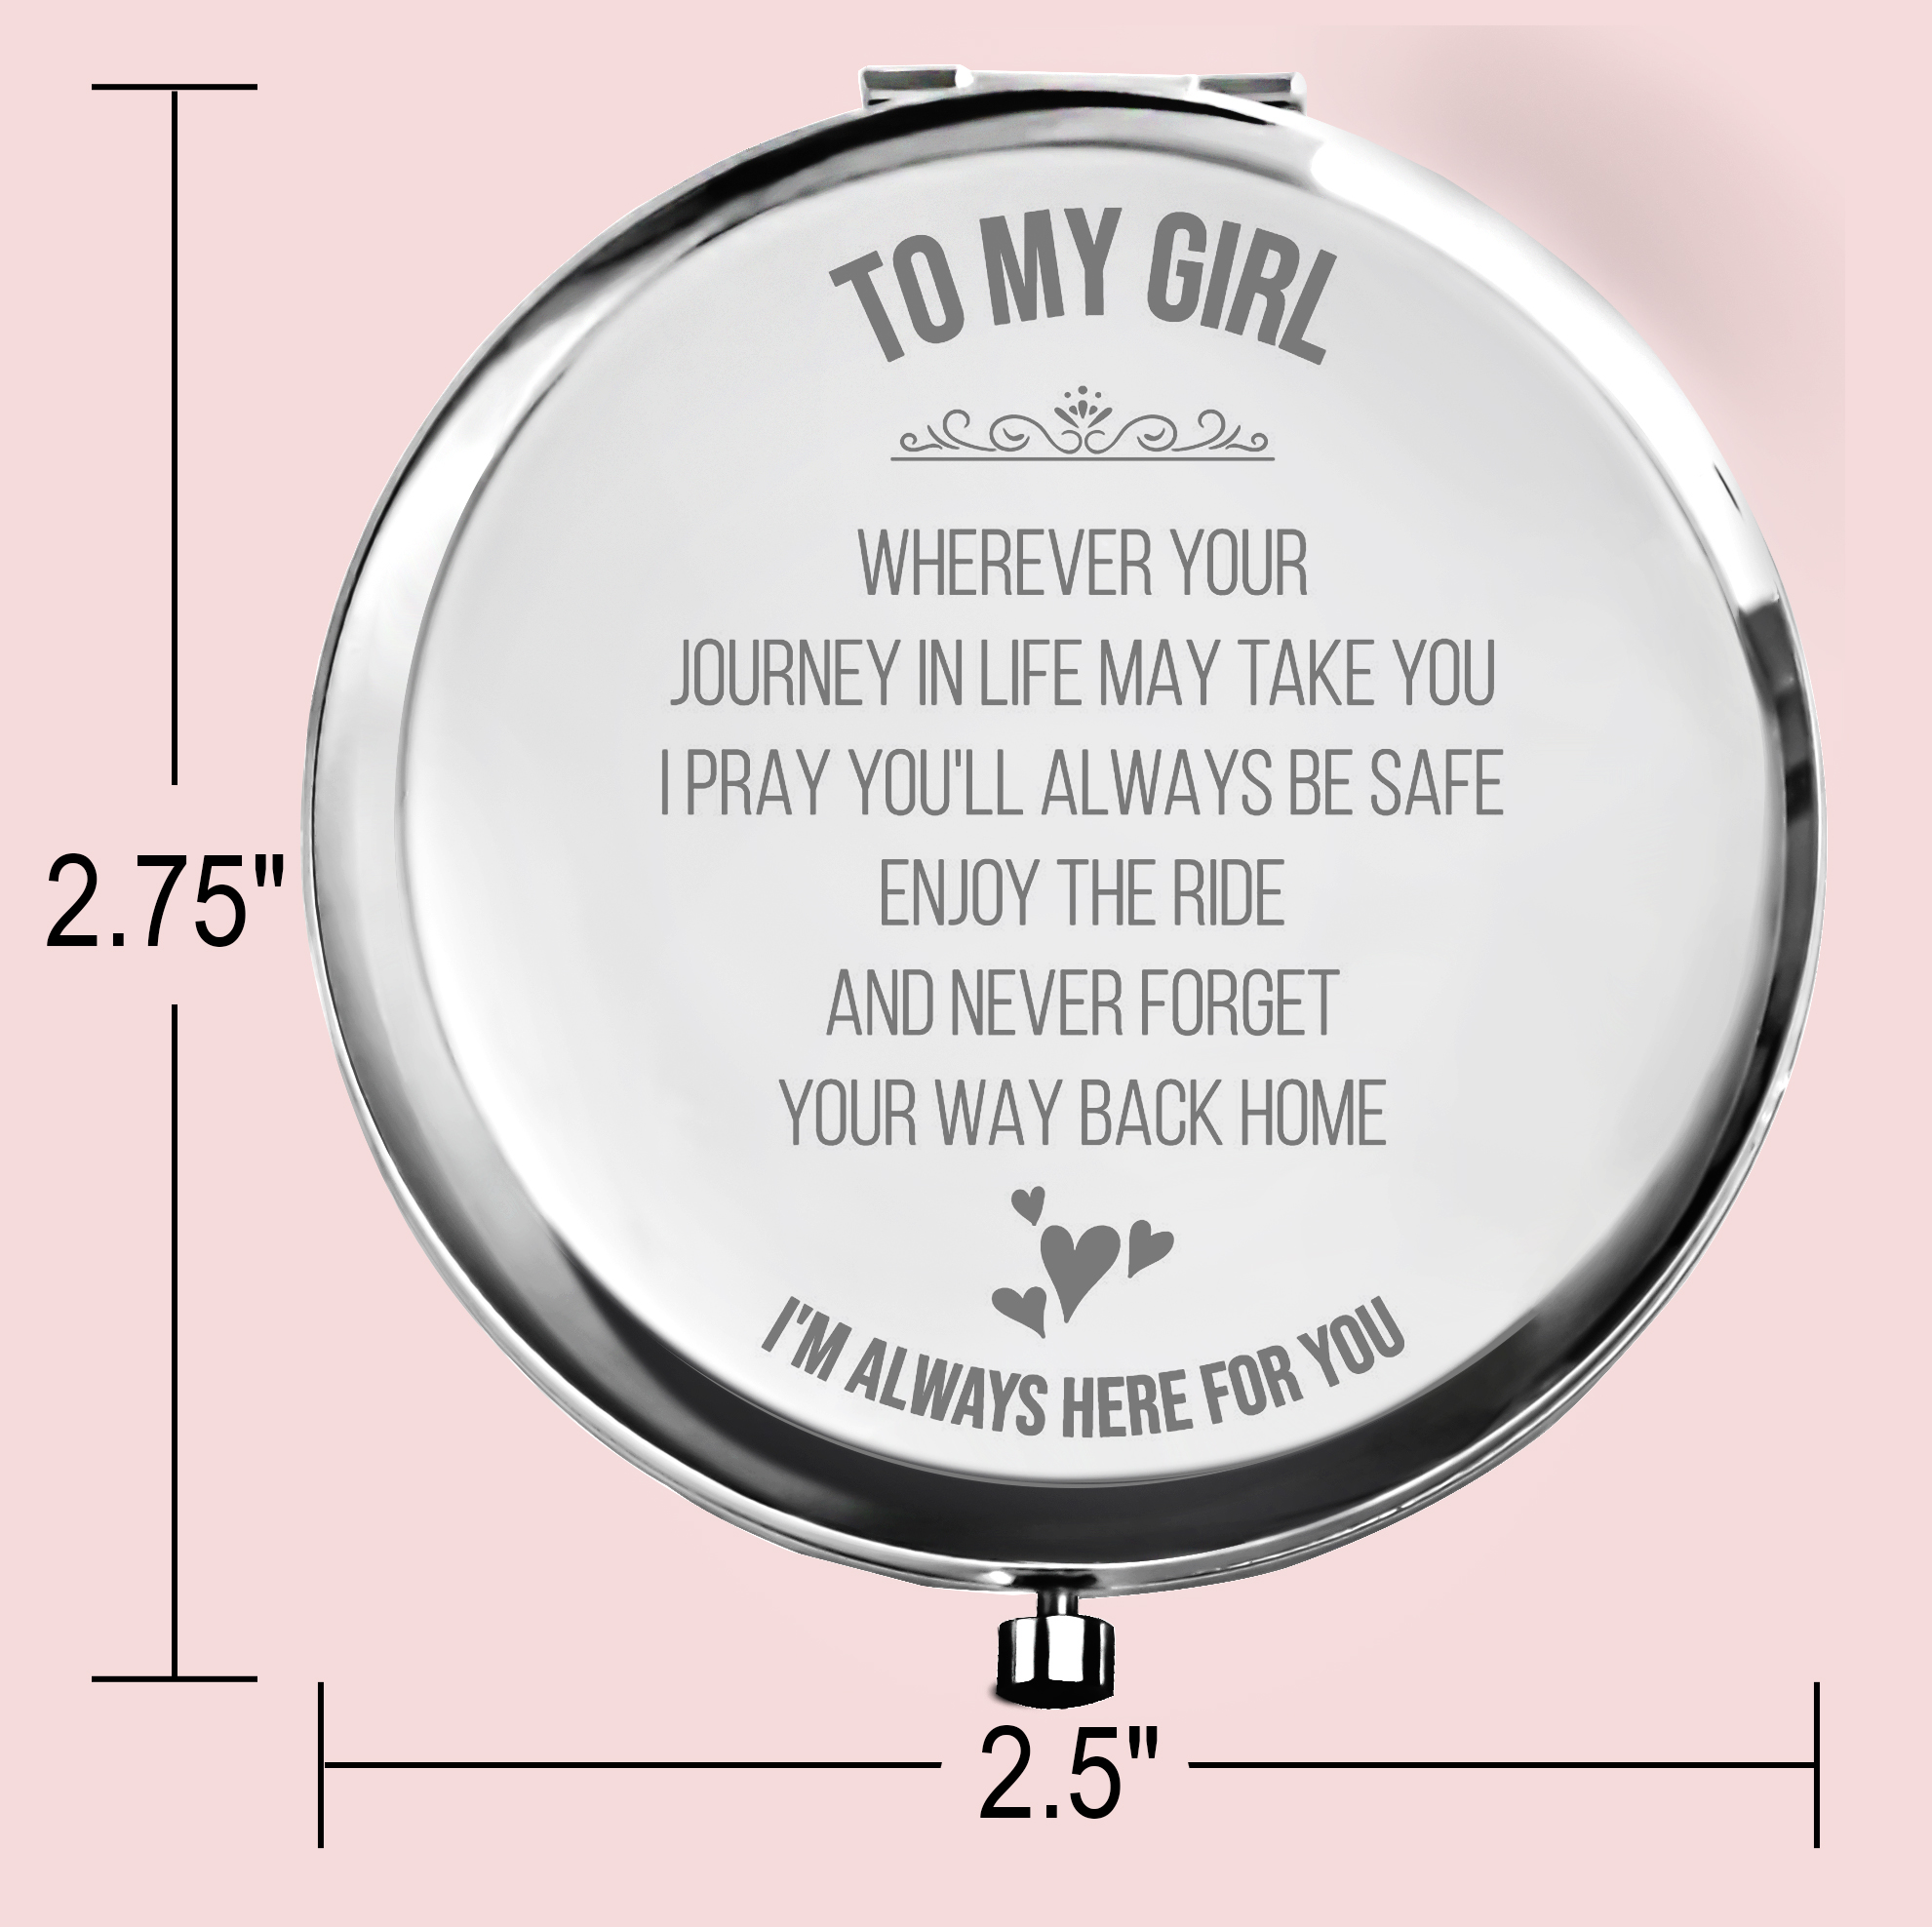 TO MY GIRL
WHEREVER YOUR
JOURNEY IN LIFE MAY TAKE YOU
I PRAY YOU'LL ALWAYS BE SAFE
ENJOY THE RIDE
AND NEVER FORGET
YOUR WAY BACK HOME
I'M ALWAYS HERE FOR YOU
2.75"
2.5"